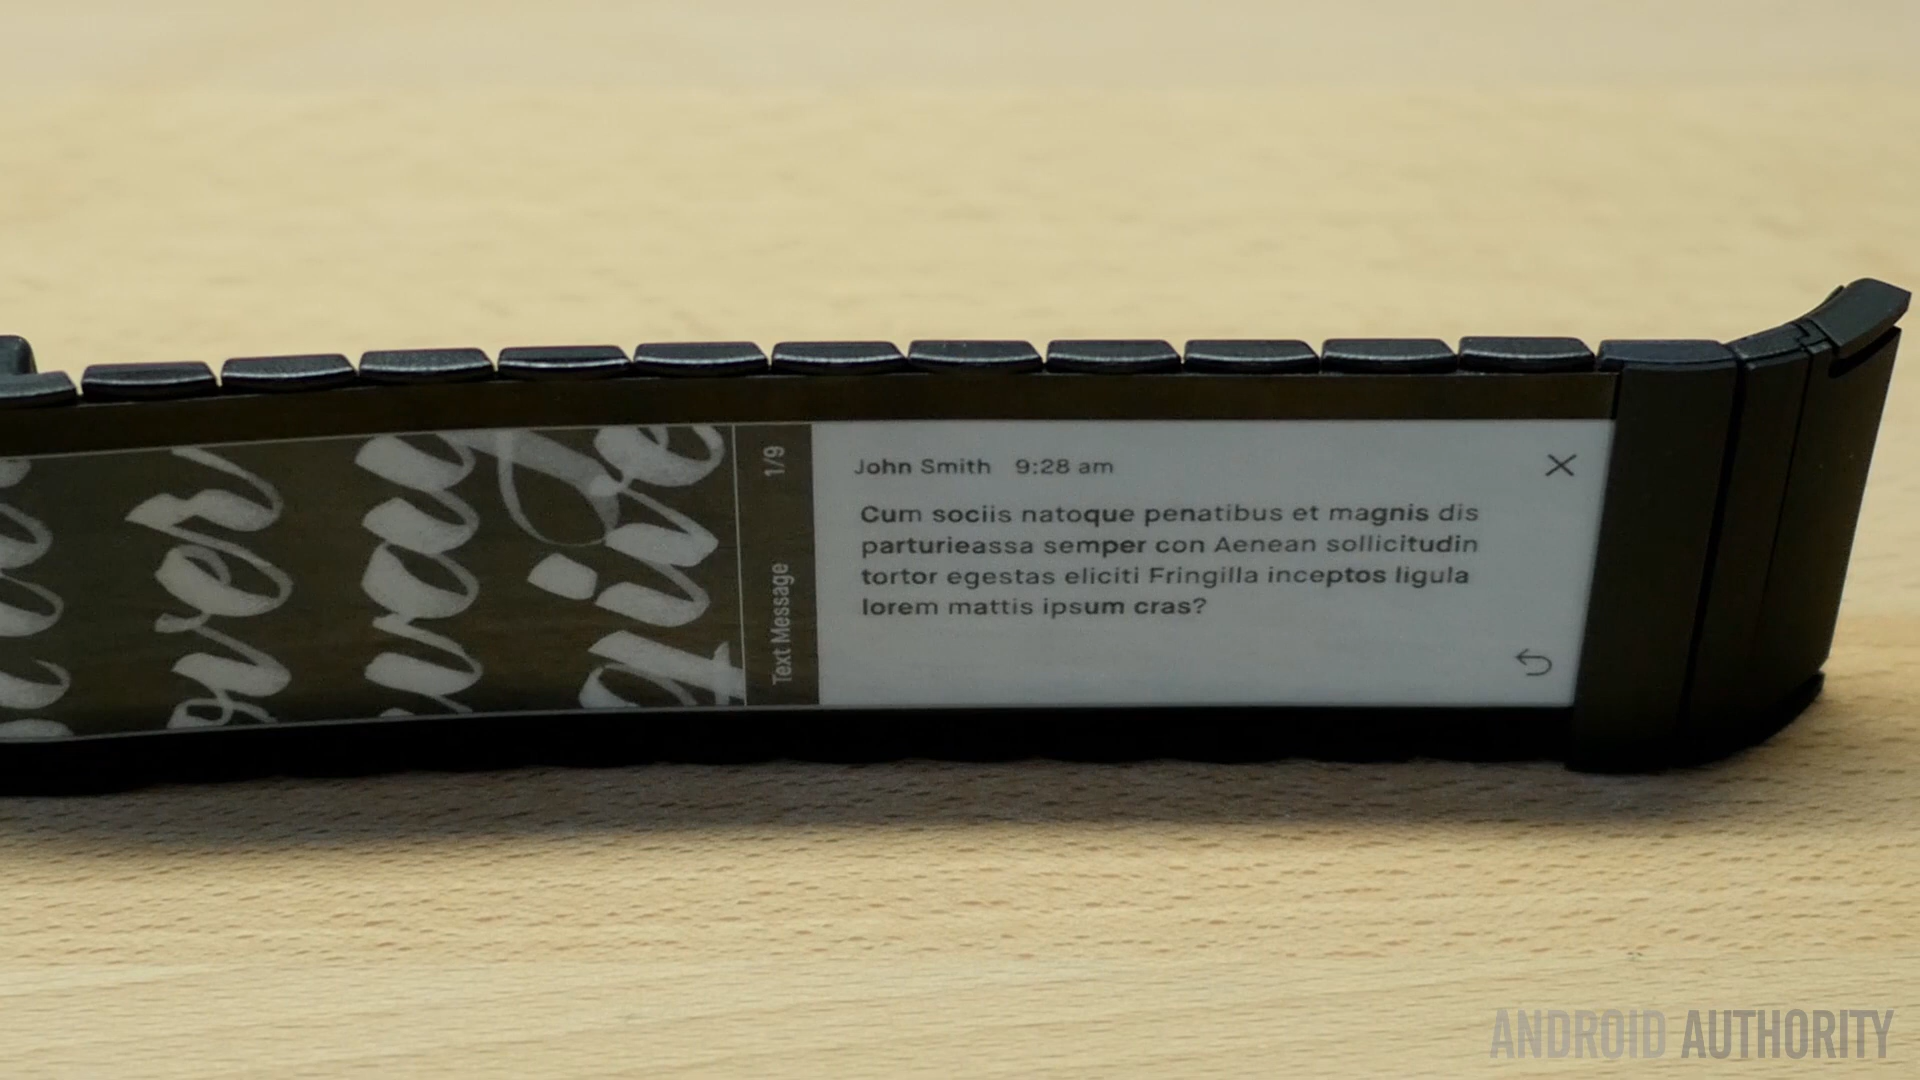 give
1/9
Text Message
John Smith 9:28 am
Cum sociis natoque penatibus et magnis dis
parturieassa semper con Aenean sollicitudin
tortor egestas eliciti Fringilla inceptos ligula
lorem mattis ipsum cras?
ANDROID AUTHORITY